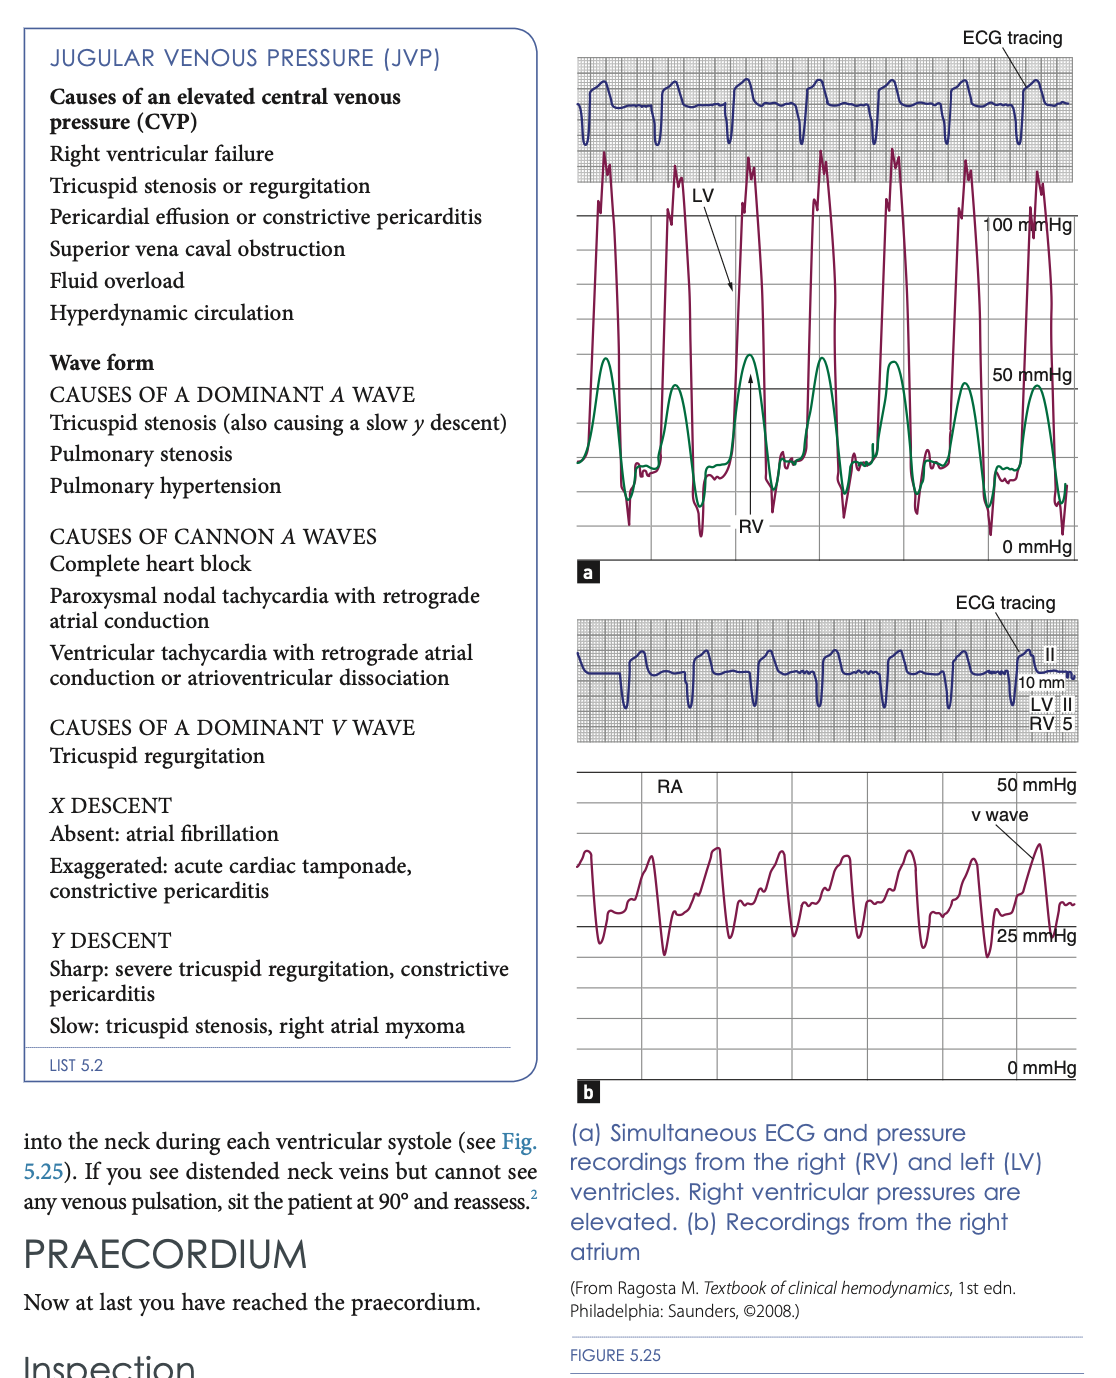 JUGULAR VENOUS PRESSURE (JVP)
Causes of an elevated central venous
pressure (CVP)
Right ventricular failure
Tricuspid stenosis or regurgitation
Pericardial effusion or constrictive pericarditis
Superior vena caval obstruction
Fluid overload
Hyperdynamic circulation
Wave form
CAUSES OF A DOMINANT A WAVE
Tricuspid stenosis (also causing a slow y descent)
Pulmonary stenosis
Pulmonary hypertension
CAUSES OF CANNON A WAVES
Complete heart block
Paroxysmal nodal tachycardia with retrograde
atrial conduction
Ventricular tachycardia with retrograde atrial
conduction or atrioventricular dissociation
CAUSES OF A DOMINANT V WAVE
Tricuspid regurgitation
X DESCENT
Absent: atrial fibrillation
Exaggerated: acute cardiac tamponade,
constrictive pericarditis
Y DESCENT
Sharp: severe tricuspid regurgitation, constrictive
pericarditis
Slow: tricuspid stenosis, right atrial myxoma
LIST 5.2
into the neck during each ventricular systole (see Fig.
5.25). If you see distended neck veins but cannot see
any venous pulsation, sit the patient at 90° and reassess.2
PRAECORDIUM
Now at last you have reached the praecordium.
Inspection
ECG tracing
LV
100 mmHg
50 mmHg
RV
0 mmHg
a
ECG tracing
II
10 mm
LV II
RV 5
RA
50 mmHg
v wave
25 mmHg
0 mmHg
b
(a) Simultaneous ECG and pressure
recordings from the right (RV) and left (LV)
ventricles. Right ventricular pressures are
elevated. (b) Recordings from the right
atrium
(From Ragosta M. Textbook of clinical hemodynamics, 1st edn.
Philadelphia: Saunders, ©2008.)
FIGURE 5.25